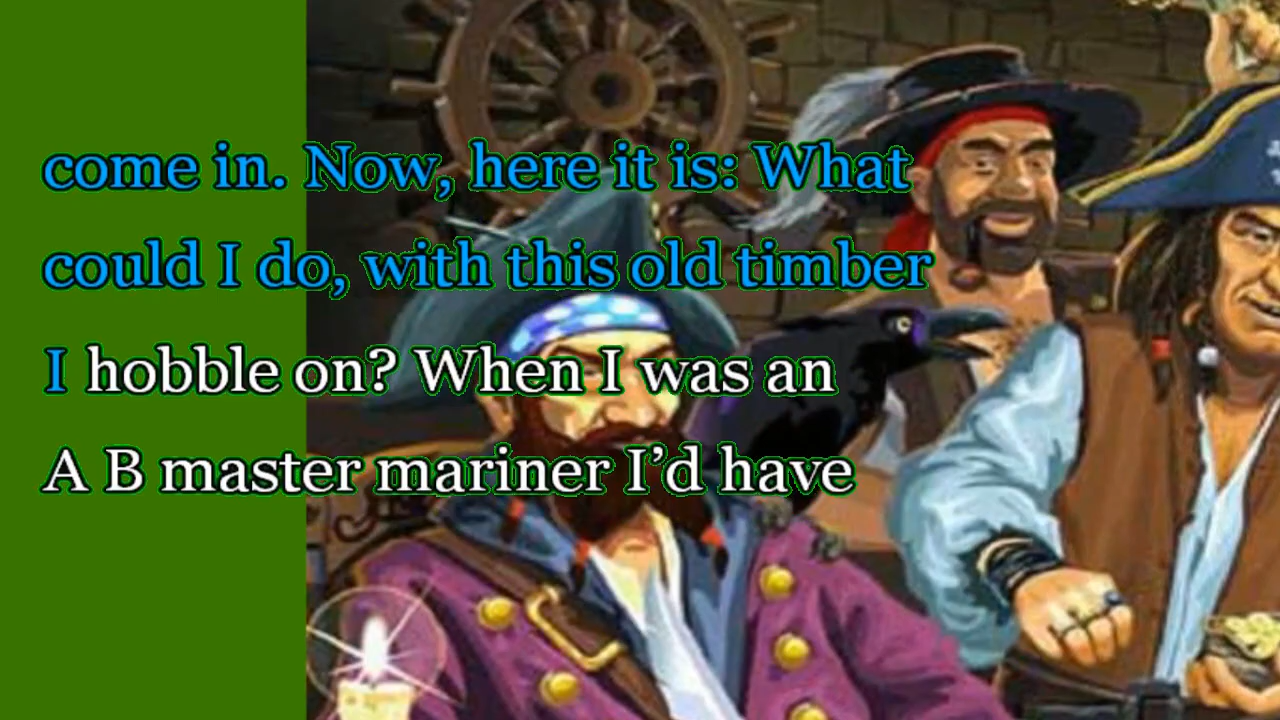 come in. Now, here it is: What
could I do, with this old timber
I hobble on? When I was an
A B master mariner I’d have